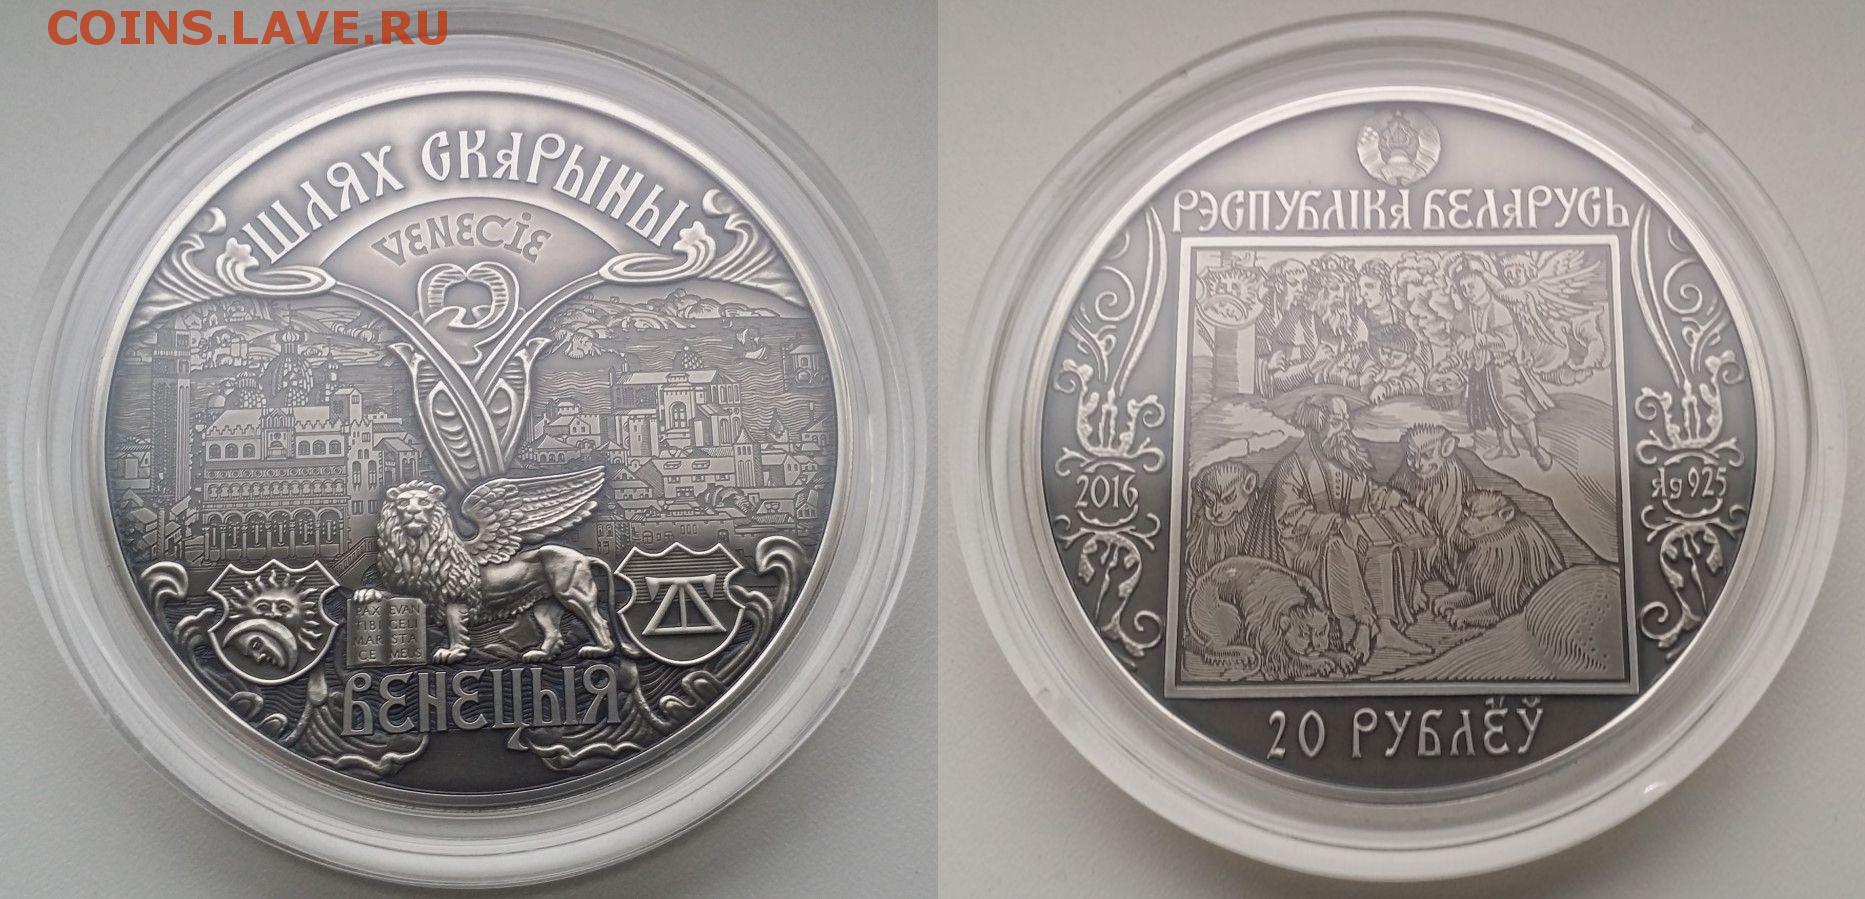 COINS.LAVE.RU
ШЛЯХ СКАРЫНЫ
VENECIE
PAX EVAN
TIBI GELI
MAR STA
CE MEUS
ВЕНЕЦЫЯ
РЭСПУБЛІКА БЕЛАРУСЬ
2016
Ag 925
20 РУБЛЁЎ